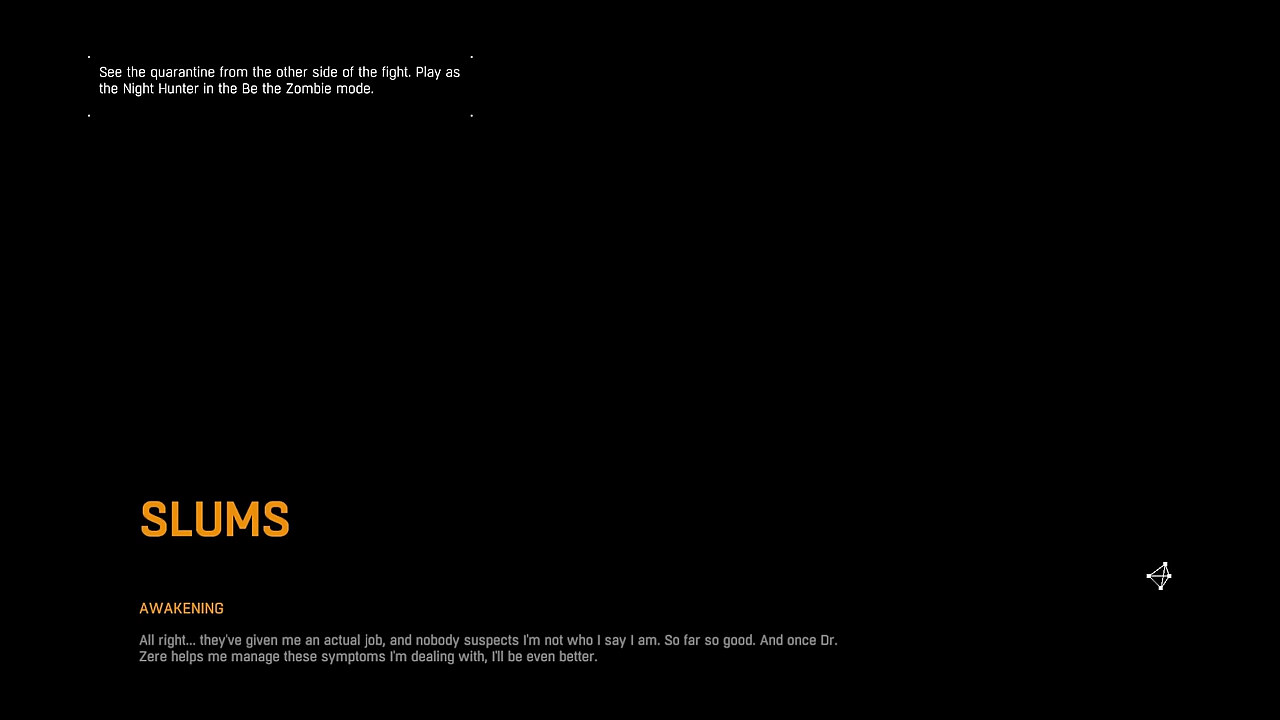 See the quarantine from the other side of the fight. Play as
the Night Hunter in the Be the Zombie mode.
SLUMS
AWAKENING
All right... they've given me an actual job, and nobody suspects I'm not who I say I am. So far so good. And once Dr.
Zere helps me manage these symptoms I'm dealing with, I'll be even better.